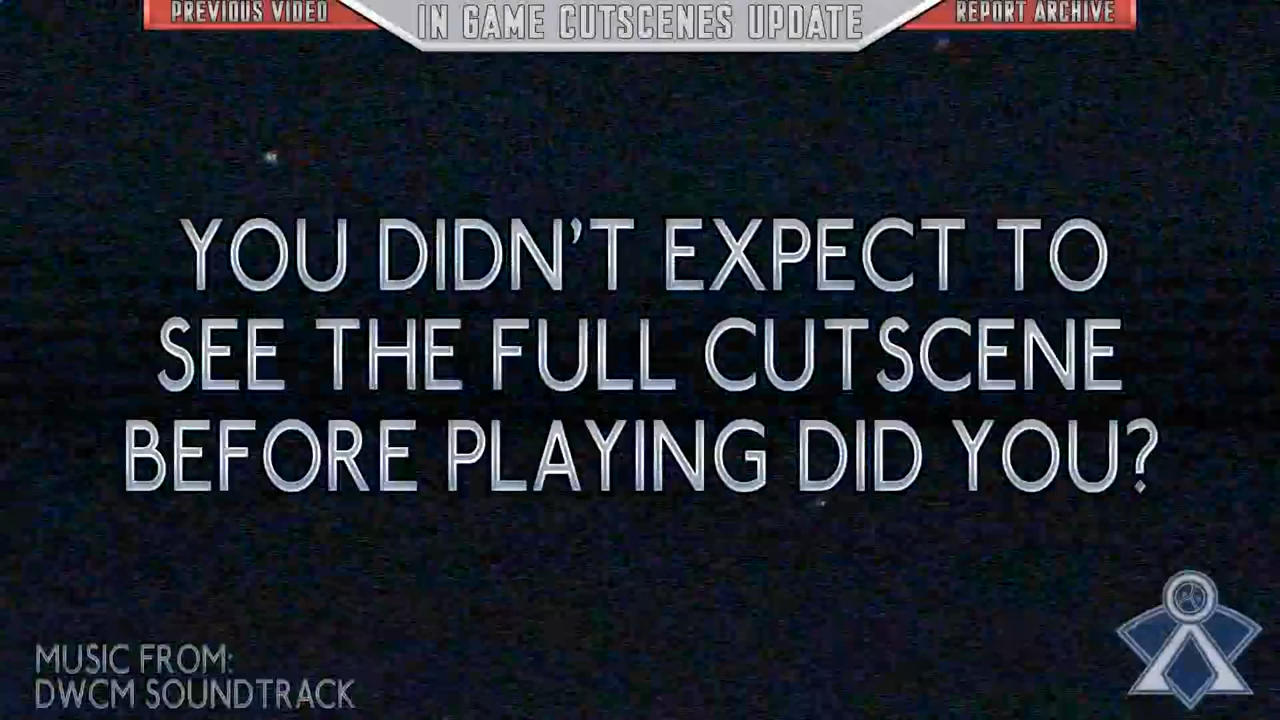 PREVIOUS VIDEO
IN GAME CUTSCENES UPDATE
REPORT ARCHIVE
YOU DIDN'T EXPECT TO
SEE THE FULL CUTSCENE
BEFORE PLAYING DID YOU?
MUSIC FROM:
DWCM SOUNDTRACK